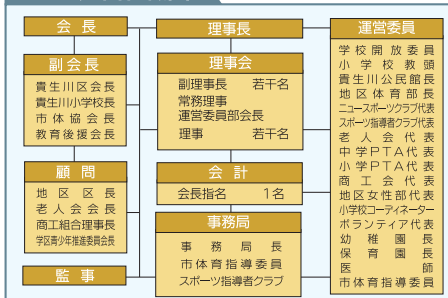 会長
副会長
貴生川区会長
貴生川小学校長
市体協会長
教育後援会長
顧問
地区区長
老人会会長
商工組合理事長
学区青少年推進委員会長
監事
理事長
理事会
副理事長 若干名
常務理事
運営委員部会長
理事 若干名
会計
会長指名 1名
事務局
事務局長
市体育指導委員
スポーツ指導者クラブ
運営委員
学校開放委員
小学校教頭
貴生川公民館長
地区体育部長
ニュースポーツクラブ代表
スポーツ指導者クラブ代表
老人会代表
中学PTA代表
小学PTA代表
商工会代表
地区女性部代表
小学校コーディネーター
ボランティア代表
幼稚園長
保育園長
医師
市体育指導委員